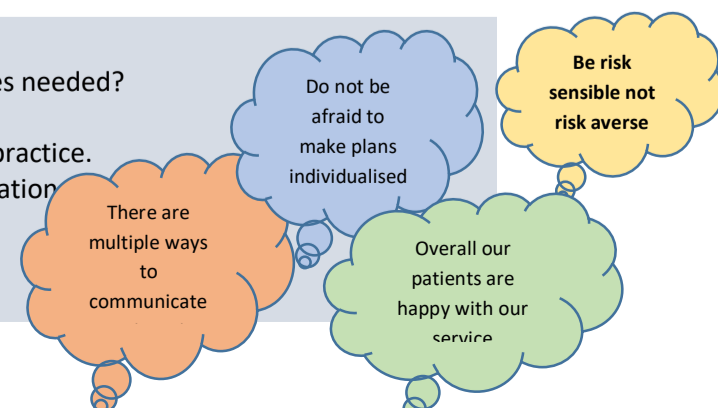 es needed?
practice.
ation
Do not be
afraid to
make plans
individualised
Be risk
sensible not
risk averse
There are
multiple ways
to
communicate
Overall our
patients are
happy with our
service